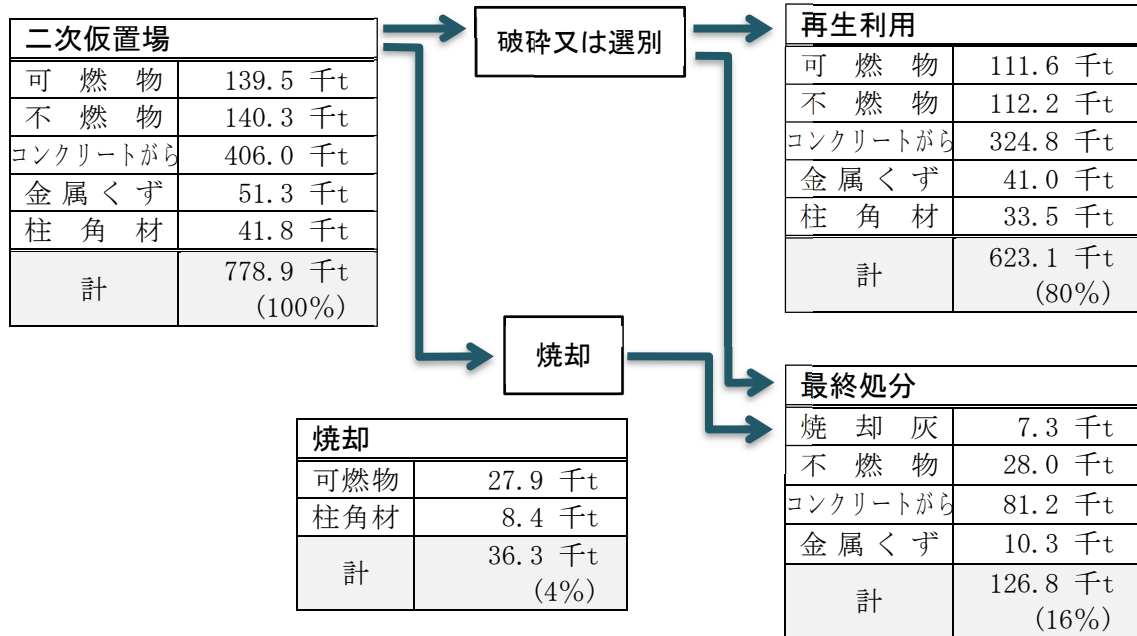 二次仮置場
可燃物 139.5 千t
不燃物 140.3 千t
コンクリートがら 406.0 千t
金属くず 51.3 千t
柱角材 41.8 千t
計 778.9 千t
(100%)
破砕又は選別
焼却
再生利用
可燃物 111.6 千t
不燃物 112.2 千t
コンクリートがら 324.8 千t
金属くず 41.0 千t
柱角材 33.5 千t
計 623.1 千t
(80%)
焼却
可燃物 27.9 千t
柱角材 8.4 千t
計 36.3 千t
(4%)
最終処分
焼却灰 7.3 千t
不燃物 28.0 千t
コンクリートがら 81.2 千t
金属くず 10.3 千t
計 126.8 千t
(16%)